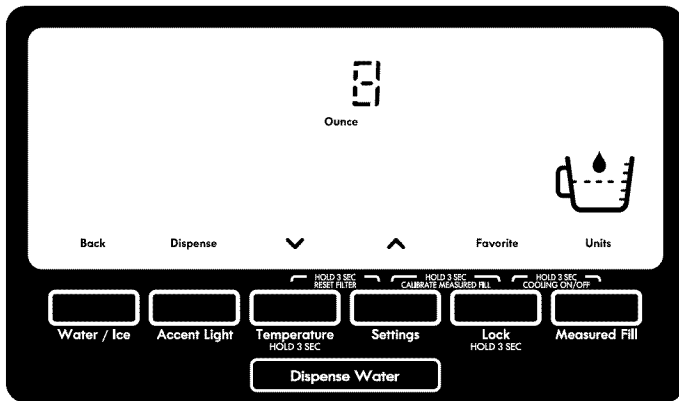 8
Ounce
Back Dispense Favorite Units
HOLD 3 SEC HOLD 3 SEC HOLD 3 SEC
RESET FILTER CALIBRATE MEASURED FILL COOLING ON/OFF
Water / Ice Accent Light Temperature Settings Lock Measured Fill
HOLD 3 SEC HOLD 3 SEC
Dispense Water